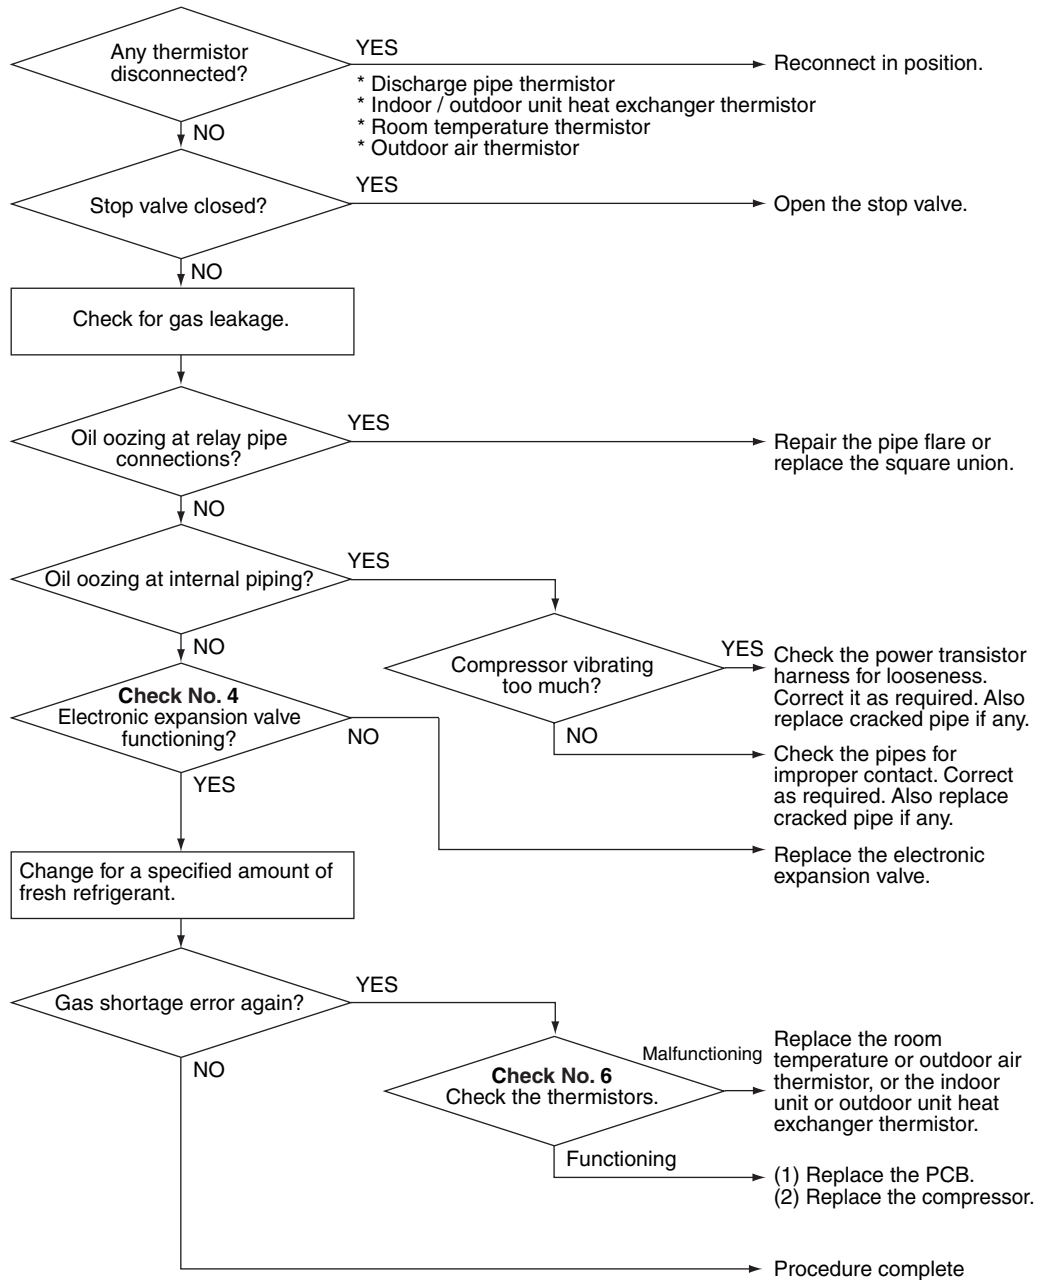 Any thermistor
disconnected?
YES
Reconnect in position.
* Discharge pipe thermistor
* Indoor / outdoor unit heat exchanger thermistor
* Room temperature thermistor
* Outdoor air thermistor
NO
Stop valve closed?
YES
Open the stop valve.
NO
Check for gas leakage.
Oil oozing at relay pipe
connections?
YES
Repair the pipe flare or
replace the square union.
NO
Oil oozing at internal piping?
YES
NO
Compressor vibrating
too much?
YES
Check the power transistor
harness for looseness.
Correct it as required. Also
replace cracked pipe if any.
NO
Check the pipes for
improper contact. Correct
as required. Also replace
cracked pipe if any.
Check No. 4
Electronic expansion valve
functioning?
NO
Replace the electronic
expansion valve.
YES
Change for a specified amount of
fresh refrigerant.
Gas shortage error again?
YES
Check No. 6
Check the thermistors.
Malfunctioning
Replace the room
temperature or outdoor air
thermistor, or the indoor
unit or outdoor unit heat
exchanger thermistor.
Functioning
(1) Replace the PCB.
(2) Replace the compressor.
NO
Procedure complete